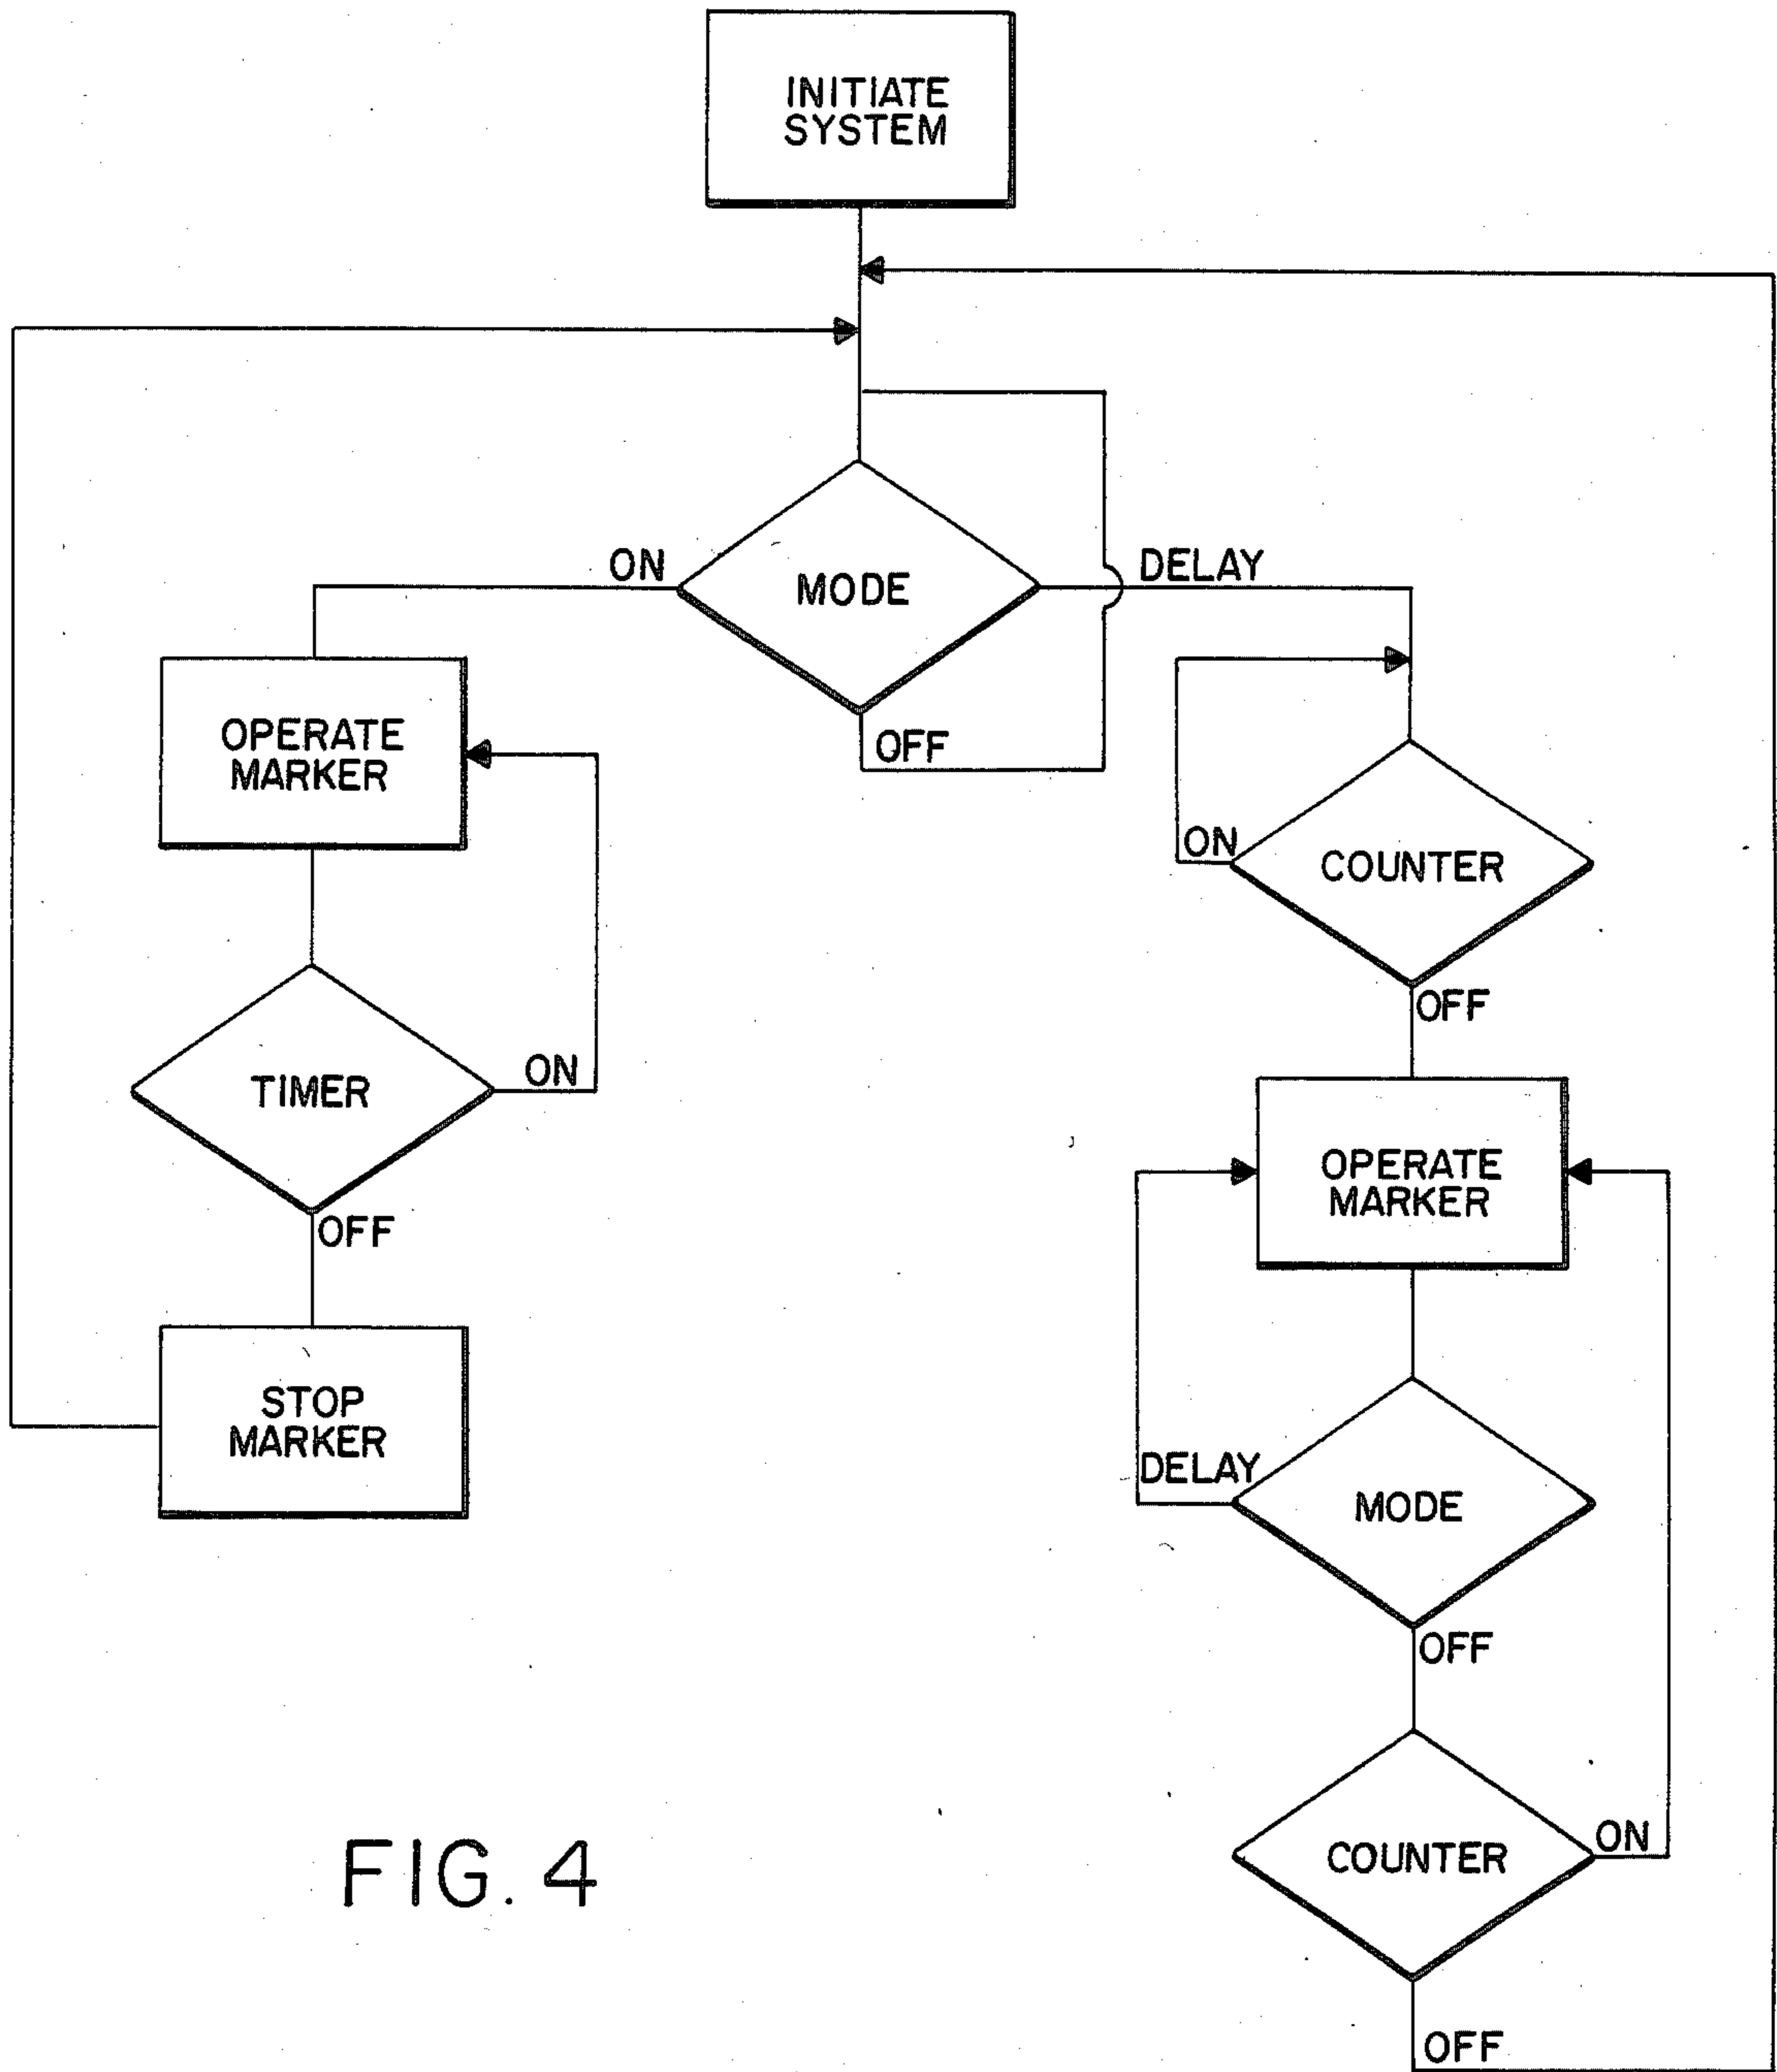 INITIATE
SYSTEM
ON
MODE
DELAY
OFF
OPERATE
MARKER
TIMER
ON
OFF
STOP
MARKER
ON
COUNTER
OFF
OPERATE
MARKER
DELAY
MODE
OFF
COUNTER
ON
OFF
FIG. 4